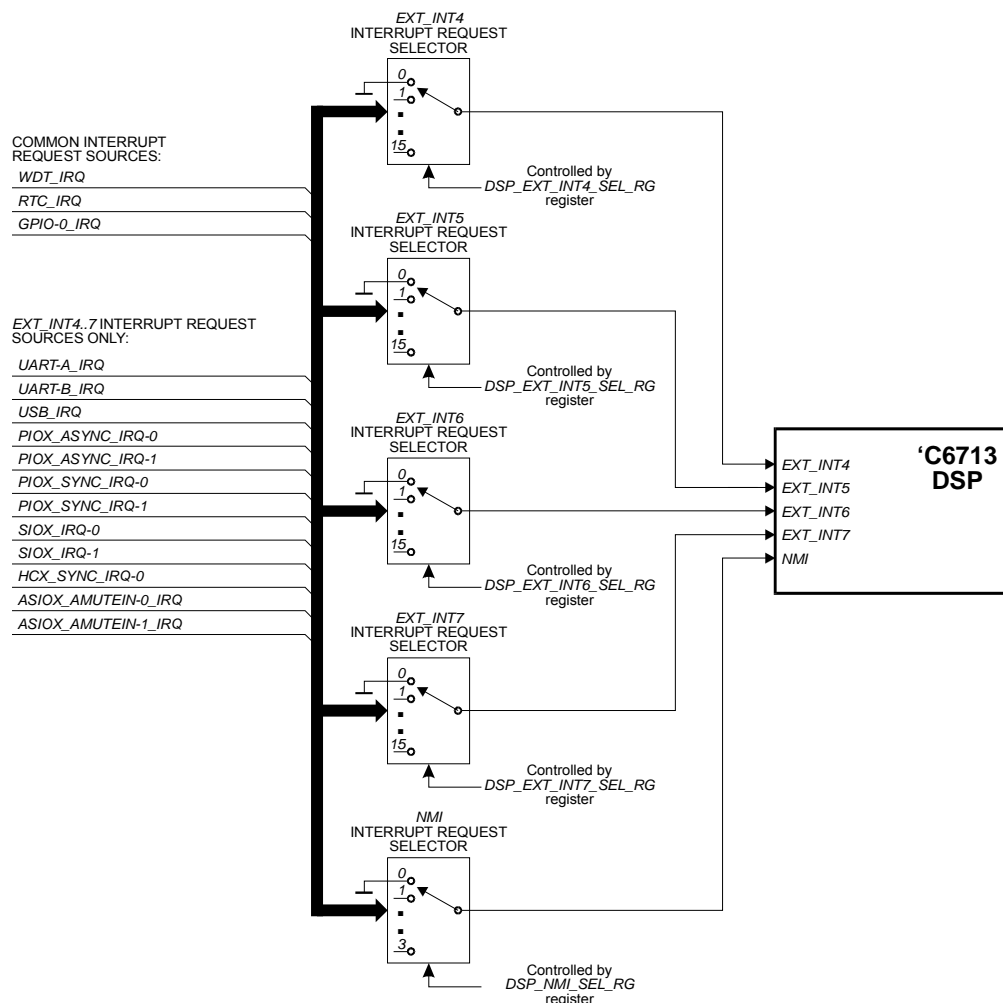 EXT_INT4
INTERRUPT REQUEST
SELECTOR
0
1
15
Controlled by
DSP_EXT_INT4_SEL_RG
register
COMMON INTERRUPT
REQUEST SOURCES:
WDT_IRQ
RTC_IRQ
GPIO-0_IRQ
EXT_INT5
INTERRUPT REQUEST
SELECTOR
0
1
15
Controlled by
DSP_EXT_INT5_SEL_RG
register
EXT_INT4..7 INTERRUPT REQUEST
SOURCES ONLY:
UART-A_IRQ
UART-B_IRQ
USB_IRQ
PIOX_ASYNC_IRQ-0
PIOX_ASYNC_IRQ-1
PIOX_SYNC_IRQ-0
PIOX_SYNC_IRQ-1
SIOX_IRQ-0
SIOX_IRQ-1
HCX_SYNC_IRQ-0
ASIOX_AMUTEIN-0_IRQ
ASIOX_AMUTEIN-1_IRQ
EXT_INT6
INTERRUPT REQUEST
SELECTOR
0
1
15
Controlled by
DSP_EXT_INT6_SEL_RG
register
‘C6713
DSP
EXT_INT4
EXT_INT5
EXT_INT6
EXT_INT7
NMI
EXT_INT7
INTERRUPT REQUEST
SELECTOR
0
1
15
Controlled by
DSP_EXT_INT7_SEL_RG
register
NMI
INTERRUPT REQUEST
SELECTOR
0
1
3
Controlled by
DSP_NMI_SEL_RG
register